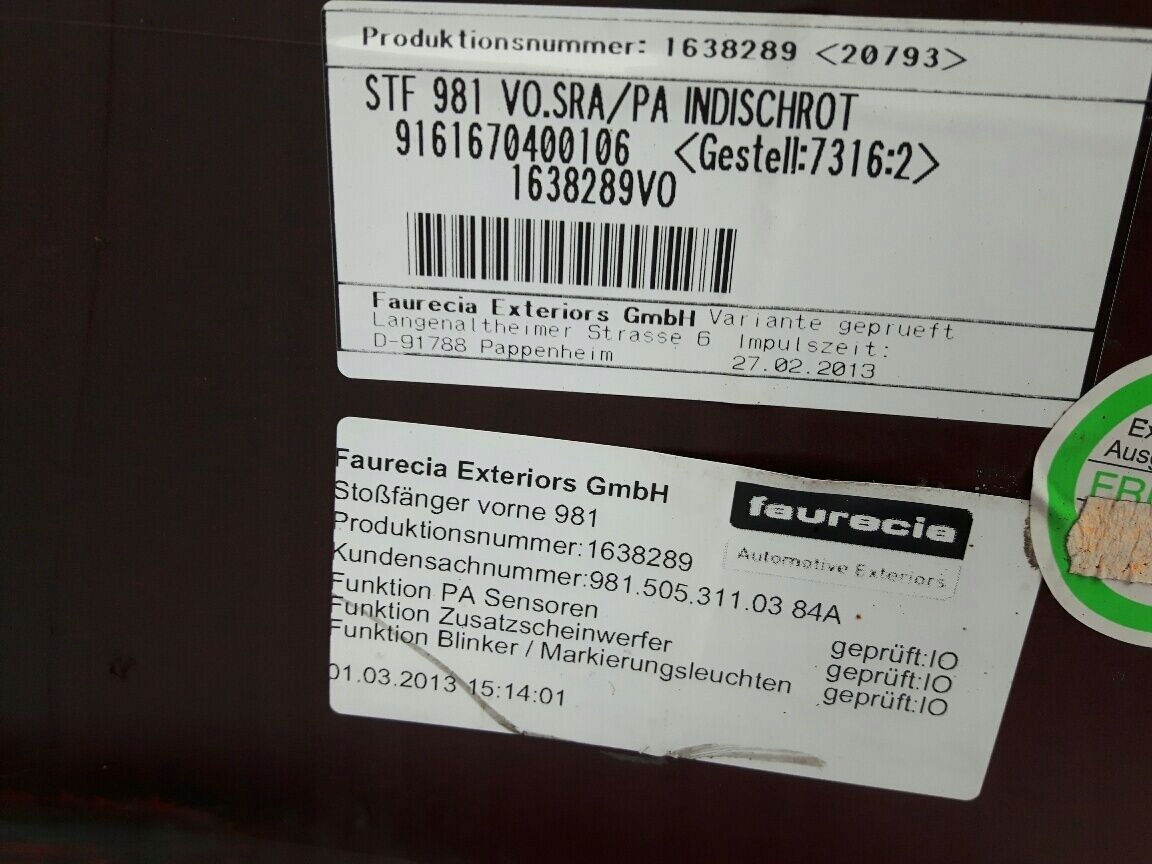 Produktionsnummer: 1638289 <20793>
STF 981 VO.SRA/PA INDISCHROT
9161670400106 <Gestell:7316:2>
1638289VO
Faurecia Exteriors GmbH Variante geprueft
Langenaltheimer Strasse 6 Impulszeit:
D-91788 Pappenheim 27.02.2013
Faurecia Exteriors GmbH
faurecia
Automotive Exteriors
Stoßfänger vorne 981
Produktionsnummer:1638289
Kundensachnummer:981.505.311.03 84A
Funktion PA Sensoren geprüft:IO
Funktion Zusatzscheinwerfer geprüft:IO
Funktion Blinker / Markierungsleuchten geprüft:IO
01.03.2013 15:14:01